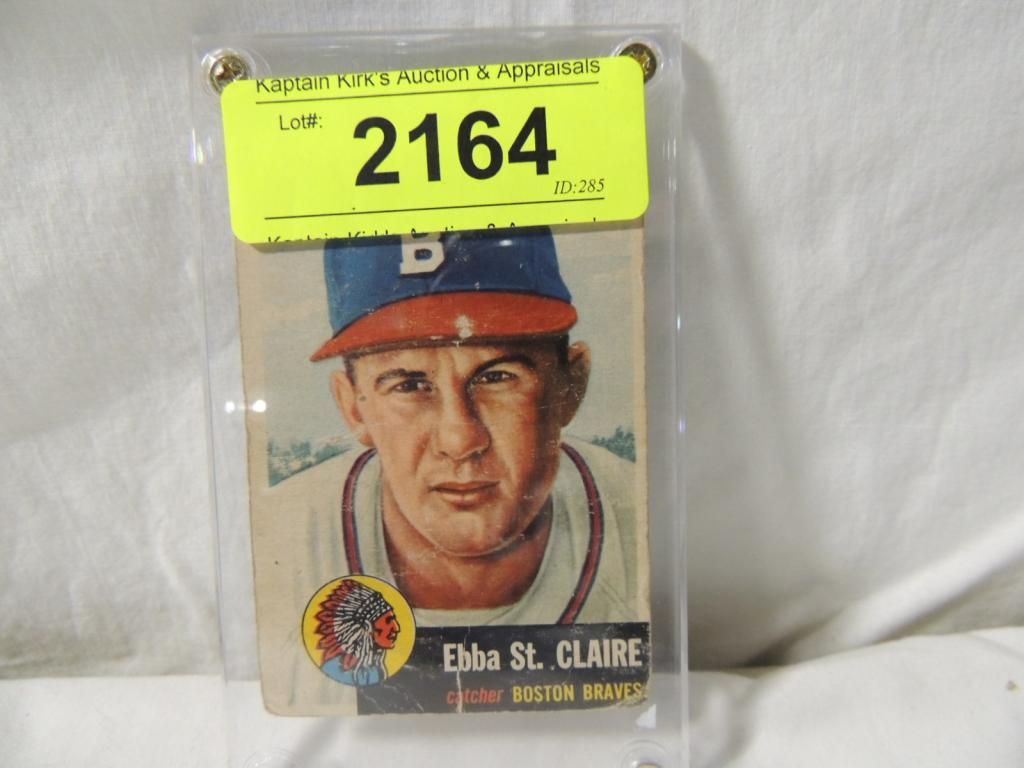 Kaptain Kirk's Auction & Appraisals
Lot#: 2164
ID:285
B
Ebba St. CLAIRE
catcher BOSTON BRAVES